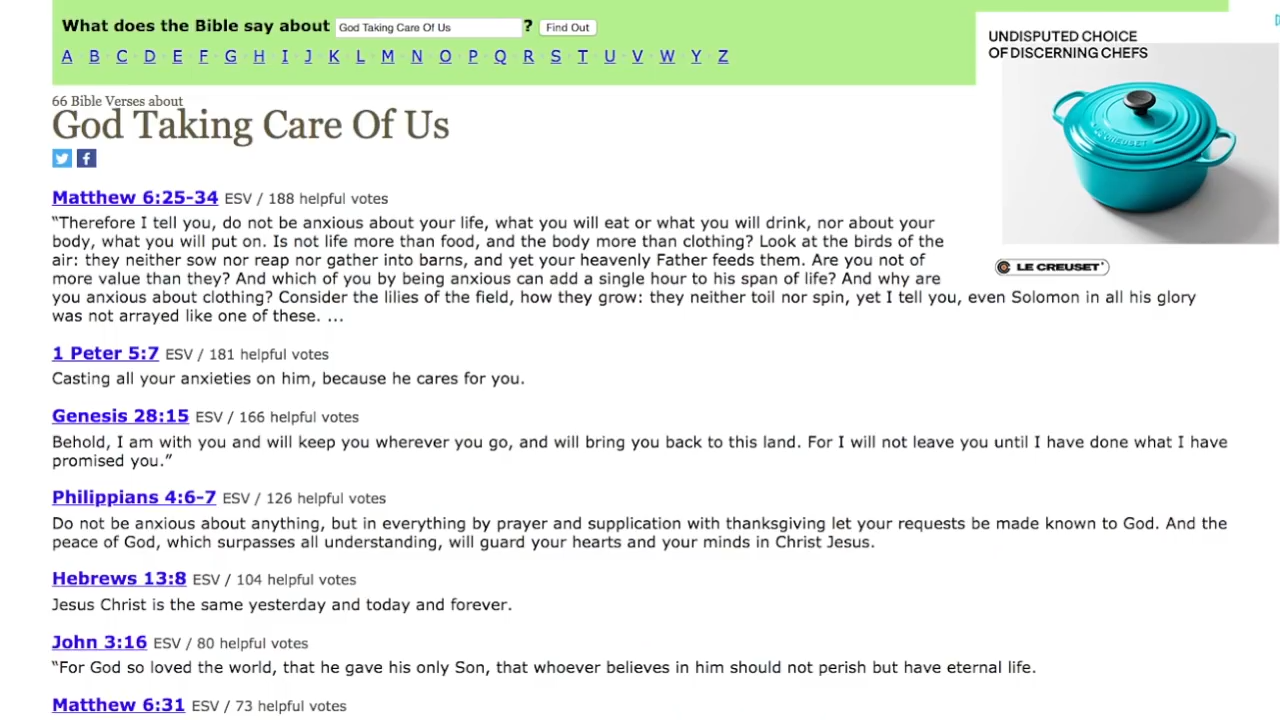 What does the Bible say about God Taking Care Of Us ? Find Out
A B C D E F G H I J K L M N O P Q R S T U V W Y Z
UNDISPUTED CHOICE
OF DISCERNING CHEFS
66 Bible Verses about
God Taking Care Of Us
Matthew 6:25-34 ESV / 188 helpful votes
“Therefore I tell you, do not be anxious about your life, what you will eat or what you will drink, nor about your
body, what you will put on. Is not life more than food, and the body more than clothing? Look at the birds of the
air: they neither sow nor reap nor gather into barns, and yet your heavenly Father feeds them. Are you not of
more value than they? And which of you by being anxious can add a single hour to his span of life? And why are
you anxious about clothing? Consider the lilies of the field, how they grow: they neither toil nor spin, yet I tell you, even Solomon in all his glory
was not arrayed like one of these. ...
LE CREUSET
1 Peter 5:7 ESV / 181 helpful votes
Casting all your anxieties on him, because he cares for you.
Genesis 28:15 ESV / 166 helpful votes
Behold, I am with you and will keep you wherever you go, and will bring you back to this land. For I will not leave you until I have done what I have
promised you.”
Philippians 4:6-7 ESV / 126 helpful votes
Do not be anxious about anything, but in everything by prayer and supplication with thanksgiving let your requests be made known to God. And the
peace of God, which surpasses all understanding, will guard your hearts and your minds in Christ Jesus.
Hebrews 13:8 ESV / 104 helpful votes
Jesus Christ is the same yesterday and today and forever.
John 3:16 ESV / 80 helpful votes
“For God so loved the world, that he gave his only Son, that whoever believes in him should not perish but have eternal life.
Matthew 6:31 ESV / 73 helpful votes